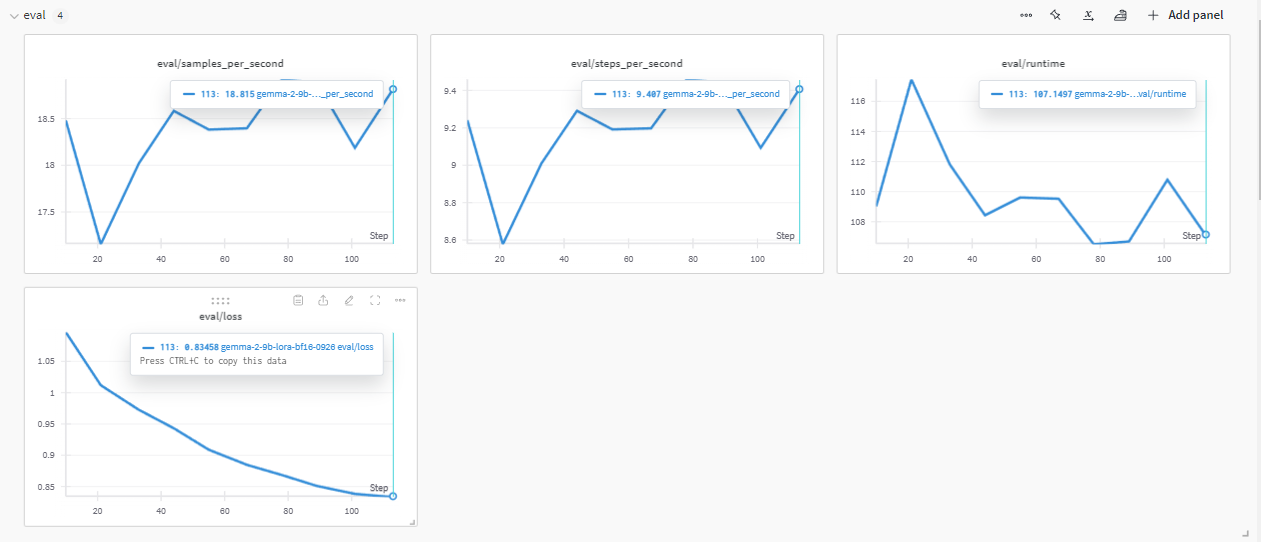 eval 4
Add panel
eval/samples_per_second
113: 18.815 gemma-2-9b-..._per_second
18.5
18
17.5
Step
20 40 60 80 100
eval/steps_per_second
113: 9.407 gemma-2-9b-..._per_second
9.4
9.2
9
8.8
8.6
Step
20 40 60 80 100
eval/runtime
113: 107.1497 gemma-2-9b-...val/runtime
116
114
112
110
108
Step
20 40 60 80 100
eval/loss
113: 0.83458 gemma-2-9b-lora-bf16-0926 eval/loss
Press CTRL+C to copy this data
1.05
1
0.95
0.9
0.85
Step
20 40 60 80 100